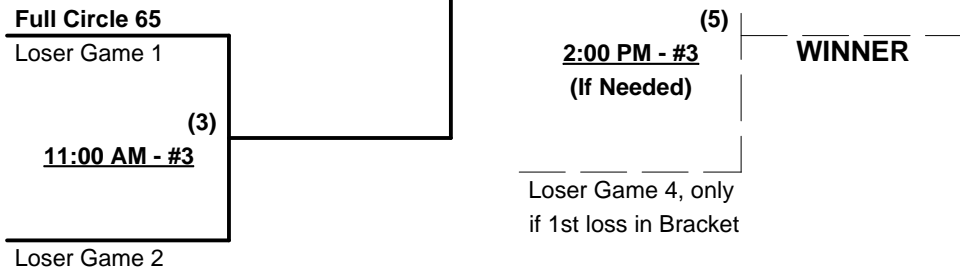 Full Circle 65
Loser Game 1
(3)
11:00 AM - #3
Loser Game 2
(5)
2:00 PM - #3
(If Needed)
WINNER
Loser Game 4, only
if 1st loss in Bracket